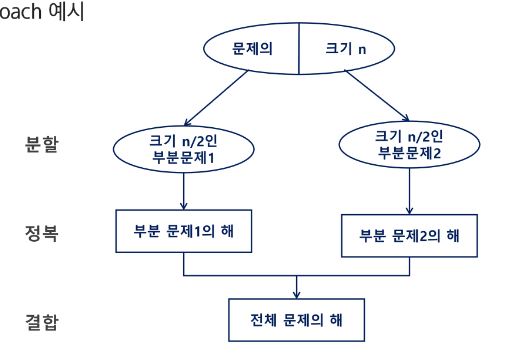 oach 예시
문제의 크기 n
분할
크기 n/2인
부분문제1
크기 n/2인
부분문제2
정복
부분 문제1의 해
부분 문제2의 해
결합
전체 문제의 해